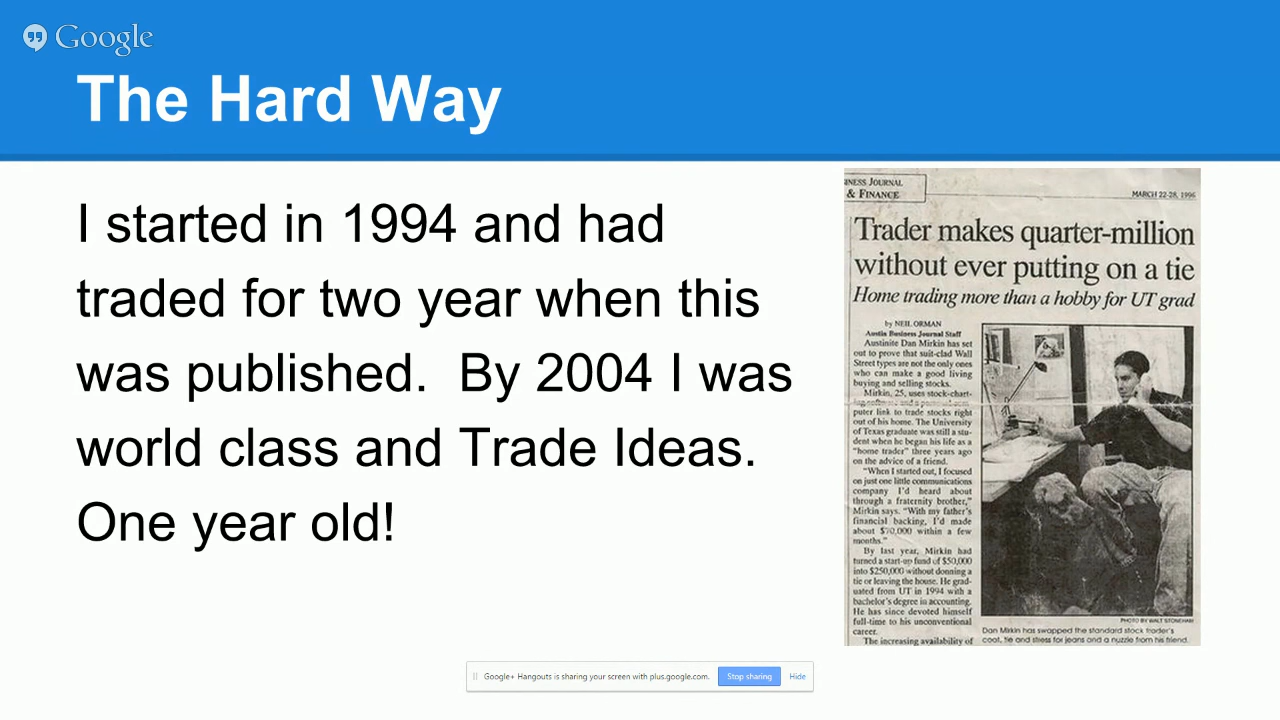 Google
The Hard Way
I started in 1994 and had
traded for two year when this
was published. By 2004 I was
world class and Trade Ideas.
One year old!
INESS JOURNAL
& FINANCE
MARCH 22-28, 1996
Trader makes quarter-million
without ever putting on a tie
Home trading more than a hobby for UT grad
by NEIL ORMAN
Austin Business Journal Staff
Austinite Dan Mirkin has set
out to prove that suit-clad Wall
Street types are not the only ones
who can make a good living
buying and selling stocks.
Mirkin, 25, uses stock-chart-
ing software and a personal com-
puter link to trade stocks right
out of his home. The University
of Texas graduate was still a stu-
dent when he began his life as a
"home trader" three years ago
on the advice of a friend.
"When I started out, I focused
on just one little communications
company I'd heard about
through a fraternity brother,"
Mirkin says. "With my father's
financial backing, I'd made
about $70,000 within a few
months."
By last year, Mirkin had
turned a start-up fund of $50,000
into $250,000 without donning a
tie or leaving the house. He grad-
uated from UT in 1994 with a
bachelor's degree in accounting.
He has since devoted himself
full-time to his unconventional
career.
The increasing availability of
PHOTO BY WALT STONEHAM
Dan Mirkin has swapped the standard stock trader's
coat, tie and stress for jeans and a nuzzle from his friend.
Google+ Hangouts is sharing your screen with plus.google.com.
Stop sharing
Hide